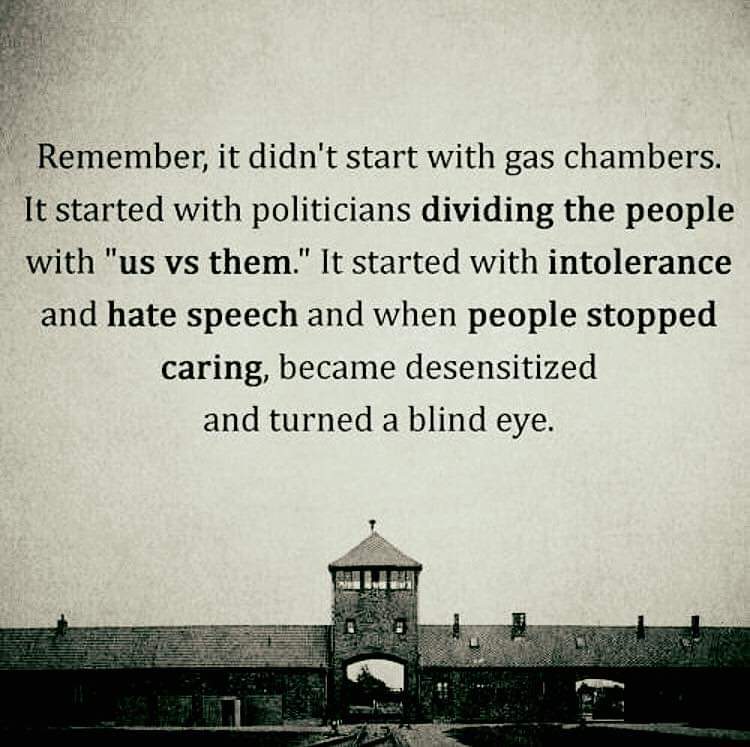 Remember, it didn't start with gas chambers.
It started with politicians dividing the people
with "us vs them." It started with intolerance
and hate speech and when people stopped
caring, became desensitized
and turned a blind eye.